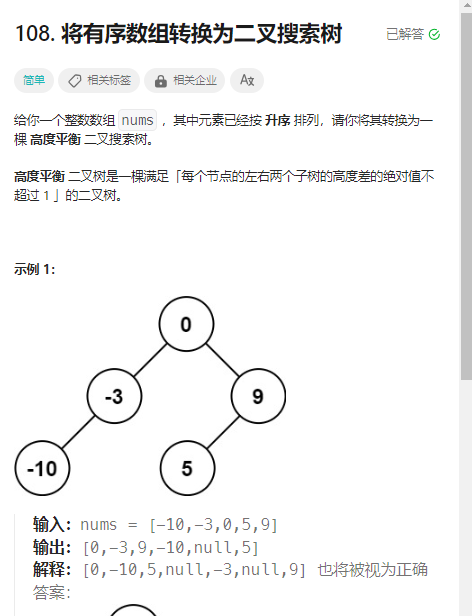 108. 将有序数组转换为二叉搜索树
已解答
简单 相关标签 相关企业 Aあ
给你一个整数数组 nums ，其中元素已经按 升序 排列，请你将其转换为一
棵 高度平衡 二叉搜索树。
高度平衡 二叉树是一棵满足「每个节点的左右两个子树的高度差的绝对值不
超过 1 」的二叉树。
示例 1：
0
-3 9
-10 5
输入：nums = [-10,-3,0,5,9]
输出：[0,-3,9,-10,null,5]
解释：[0,-10,5,null,-3,null,9] 也将被视为正确
答案：